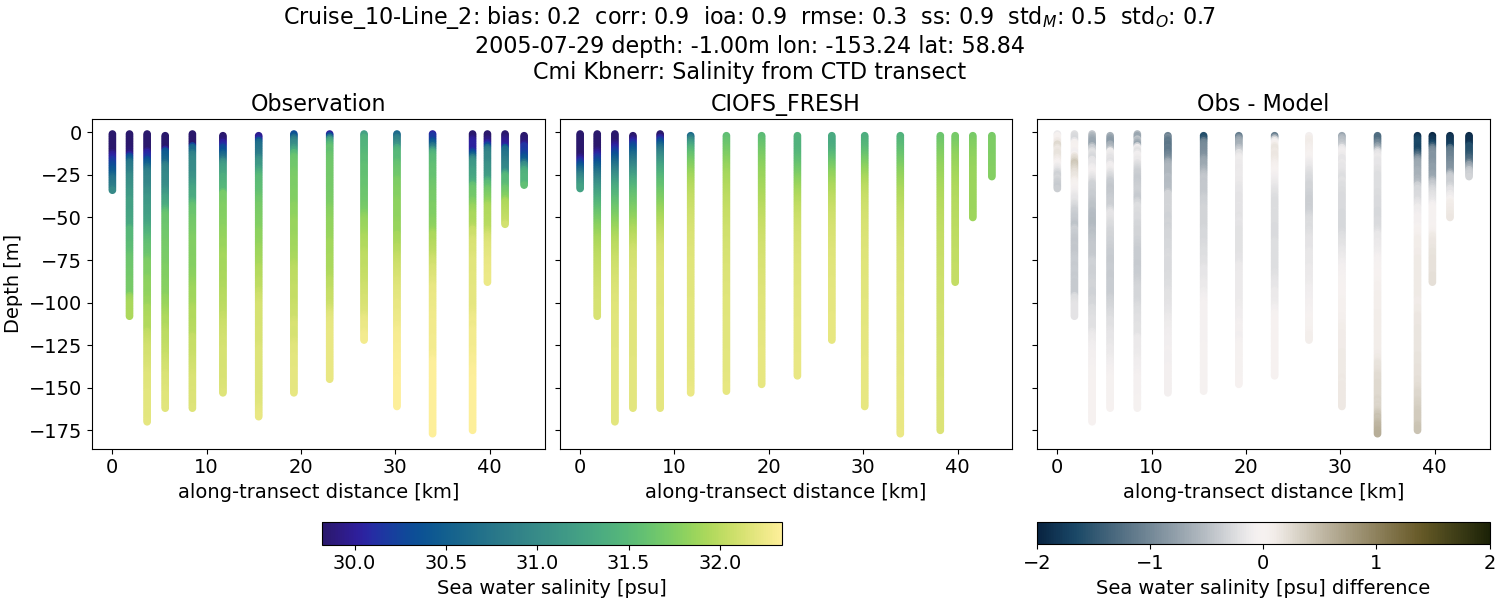 Cruise_10-Line_2: bias: 0.2 corr: 0.9 ioa: 0.9 rmse: 0.3 ss: 0.9 std_M: 0.5 std_O: 0.7
2005-07-29 depth: -1.00m lon: -153.24 lat: 58.84
Cmi Kbnerr: Salinity from CTD transect
Observation
CIOFS_FRESH
Obs - Model
Depth [m]
0
−25
−50
−75
−100
−125
−150
−175
0 10 20 30 40
0 10 20 30 40
0 10 20 30 40
along-transect distance [km]
along-transect distance [km]
along-transect distance [km]
30.0 30.5 31.0 31.5 32.0
Sea water salinity [psu]
−2 −1 0 1 2
Sea water salinity [psu] difference